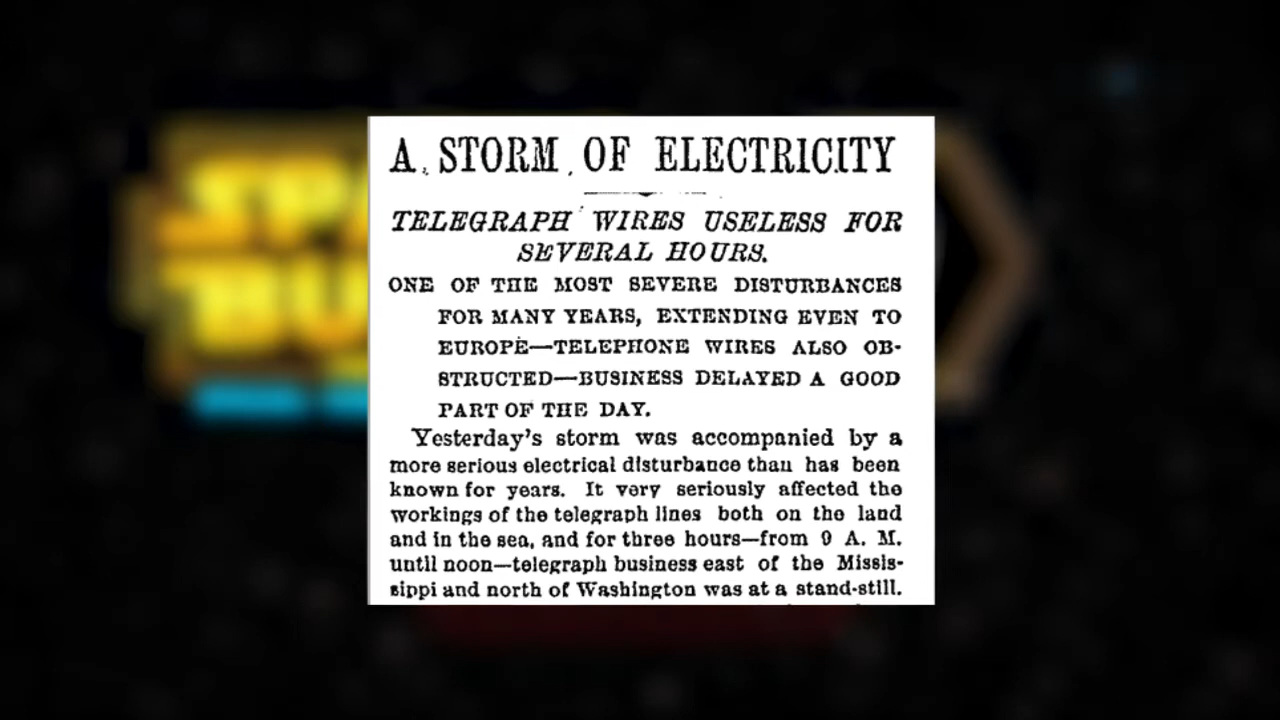 A STORM OF ELECTRICITY
TELEGRAPH WIRES USELESS FOR
SEVERAL HOURS.
ONE OF THE MOST SEVERE DISTURBANCES
FOR MANY YEARS, EXTENDING EVEN TO
EUROPE—TELEPHONE WIRES ALSO OB-
STRUCTED—BUSINESS DELAYED A GOOD
PART OF THE DAY.
Yesterday's storm was accompanied by a
more serious electrical disturbance than has been
known for years. It very seriously affected the
workings of the telegraph lines both on the land
and in the sea, and for three hours—from 9 A. M.
until noon—telegraph business east of the Missis-
sippi and north of Washington was at a stand-still.